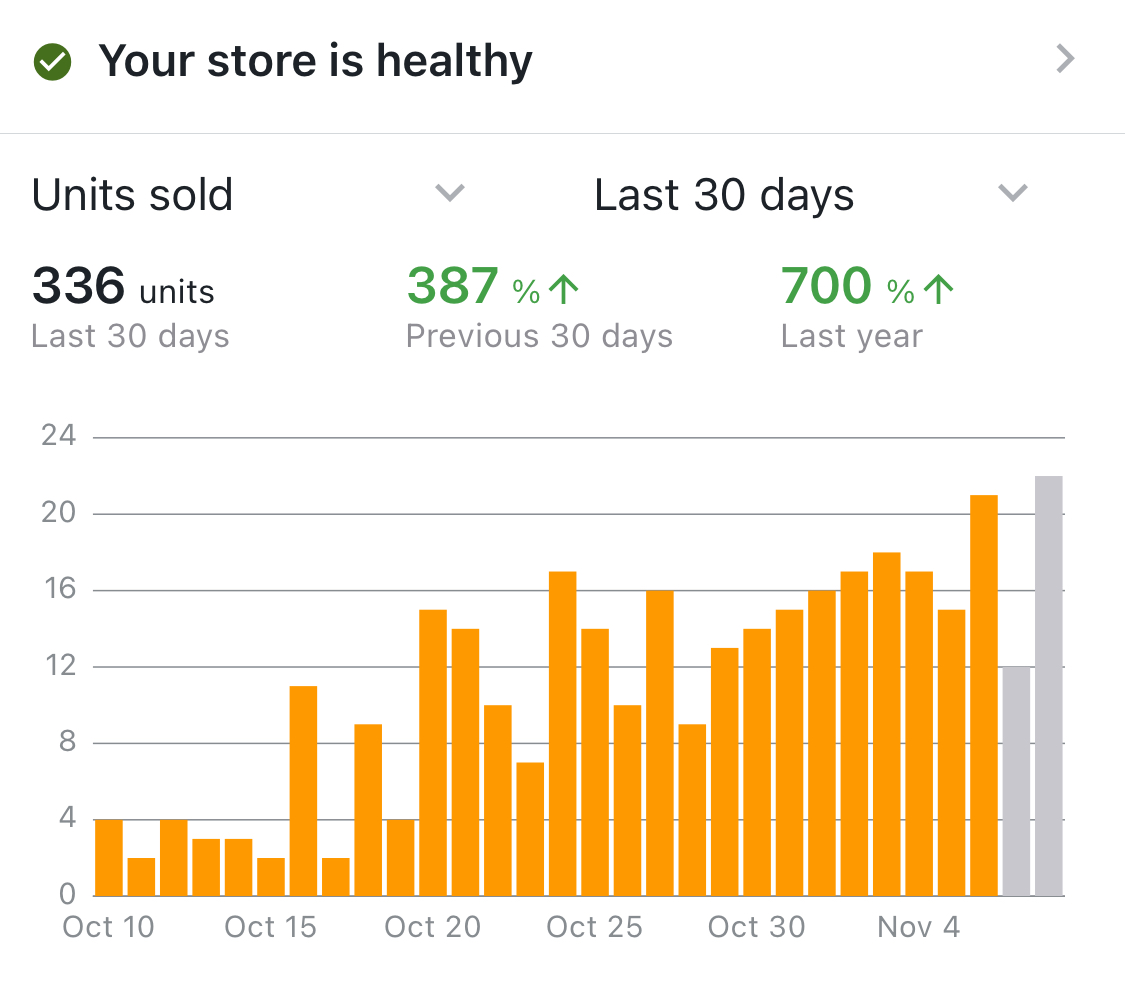 Your store is healthy
Units sold Last 30 days
336 units 387 % ↑ 700 % ↑
Last 30 days Previous 30 days Last year
24
20
16
12
8
4
0
Oct 10 Oct 15 Oct 20 Oct 25 Oct 30 Nov 4